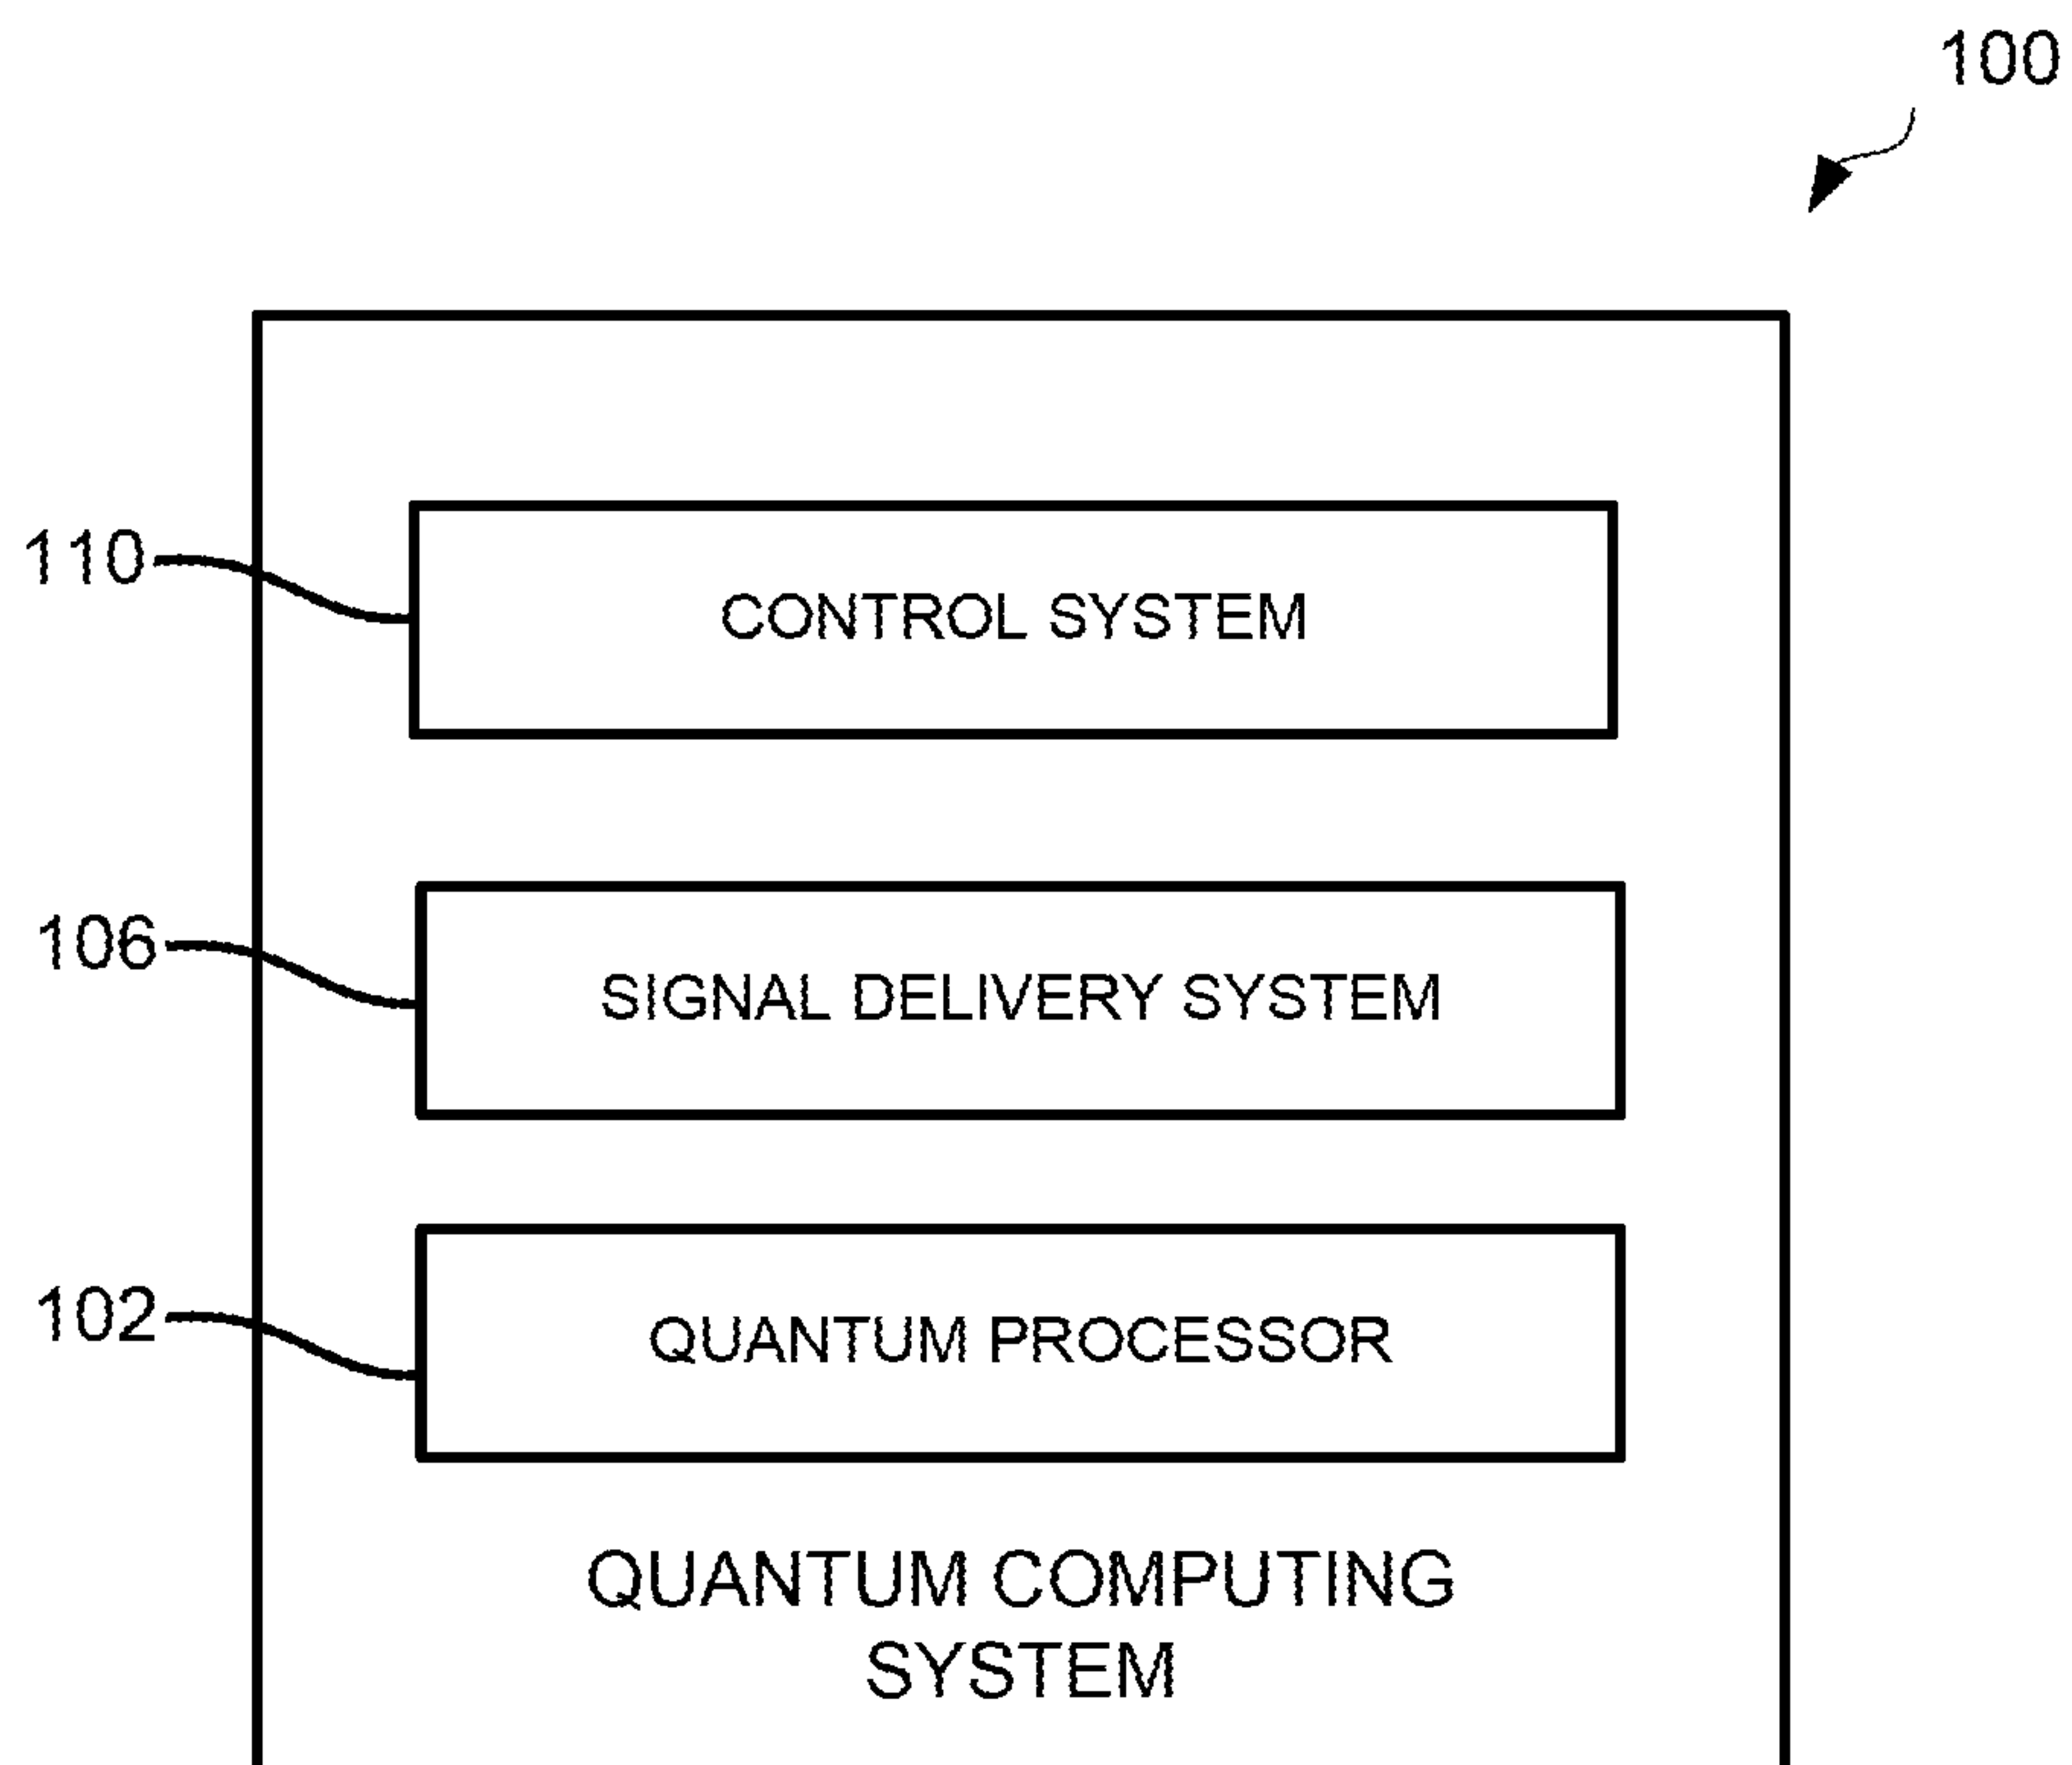 100
110
CONTROL SYSTEM
106
SIGNAL DELIVERY SYSTEM
102
QUANTUM PROCESSOR
QUANTUM COMPUTING
SYSTEM